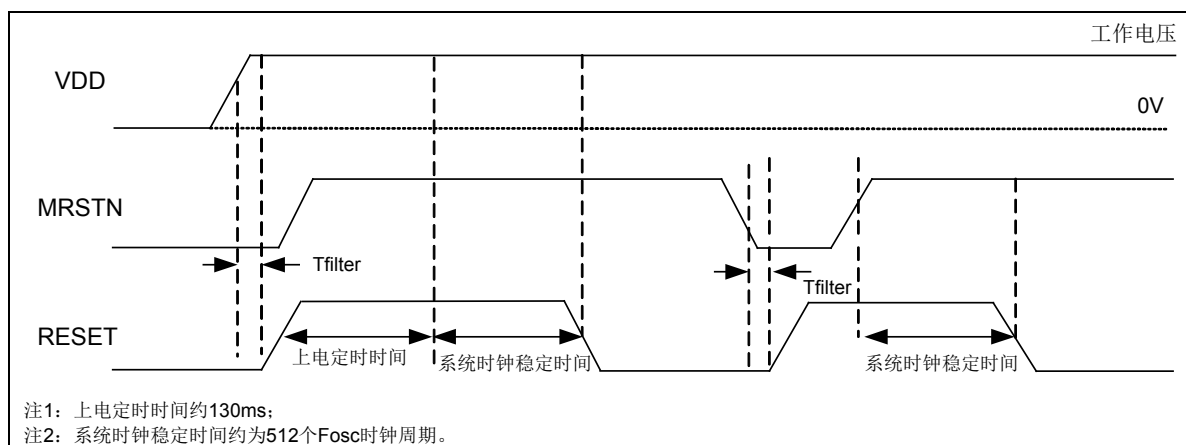 工作电压
VDD
0V
MRSTN
Tfilter
Tfilter
RESET
上电定时时间
系统时钟稳定时间
系统时钟稳定时间
注1：上电定时时间约130ms；
注2：系统时钟稳定时间约为512个Fosc时钟周期。